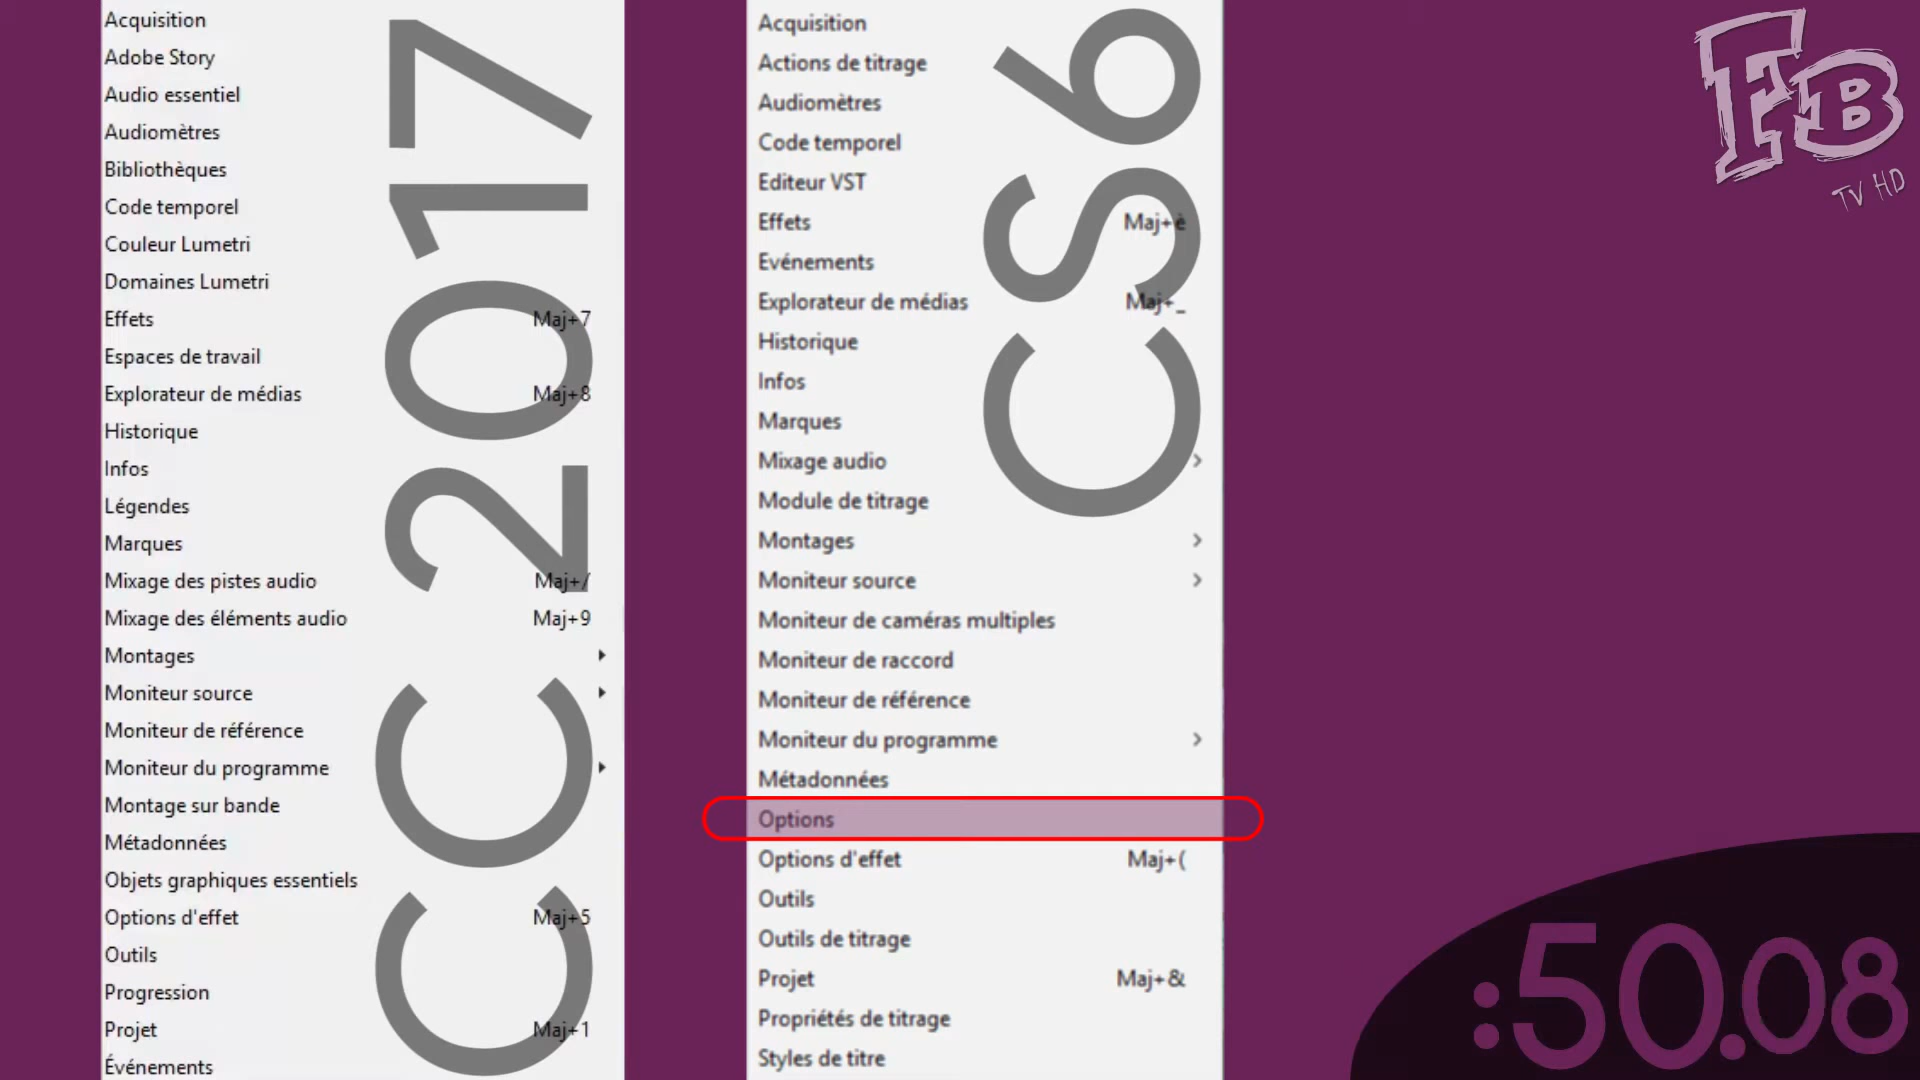 Acquisition
Adobe Story
Audio essentiel
Audiomètres
Bibliothèques
Code temporel
Couleur Lumetri
Domaines Lumetri
Effets Maj+7
Espaces de travail
Explorateur de médias Maj+8
Historique
Infos
Légendes
Marques
Mixage des pistes audio Maj+/
Mixage des éléments audio Maj+9
Montages
Moniteur source
Moniteur de référence
Moniteur du programme
Montage sur bande
Métadonnées
Objets graphiques essentiels
Options d'effet Maj+5
Outils
Progression
Projet Maj+1
Événements
CC 2017
Acquisition
Actions de titrage
Audiomètres
Code temporel
Editeur VST
Effets Maj+è
Evénements
Explorateur de médias Maj+_
Historique
Infos
Marques
Mixage audio
Module de titrage
Montages
Moniteur source
Moniteur de caméras multiples
Moniteur de raccord
Moniteur de référence
Moniteur du programme
Métadonnées
Options
Options d'effet Maj+(
Outils
Outils de titrage
Projet Maj+&
Propriétés de titrage
Styles de titre
CS6
FB
TV HD
:50.08